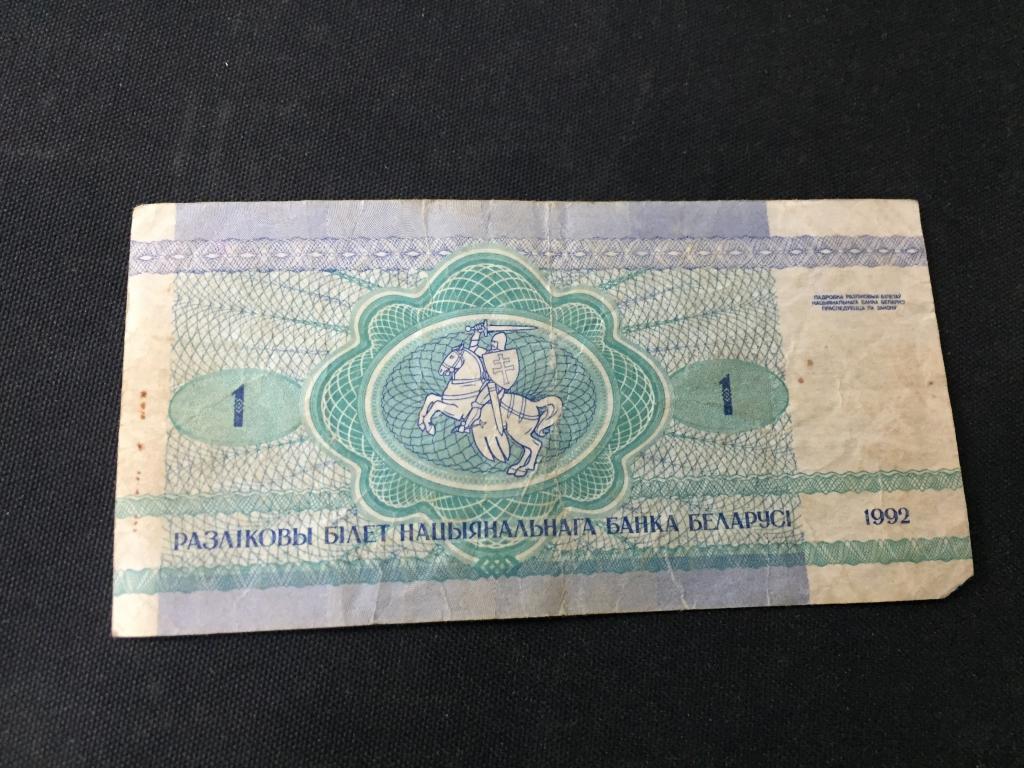 ПАДРОБКА РАЗЛІКОВЫХ БІЛЕТАЎ
НАЦЫЯНАЛЬНАГА БАНКА БЕЛАРУСІ
ПРАСЛЕДУЕЦЦА ПА ЗАКОНУ
1
1
РАЗЛІКОВЫ БІЛЕТ НАЦЫЯНАЛЬНАГА БАНКА БЕЛАРУСІ
1992